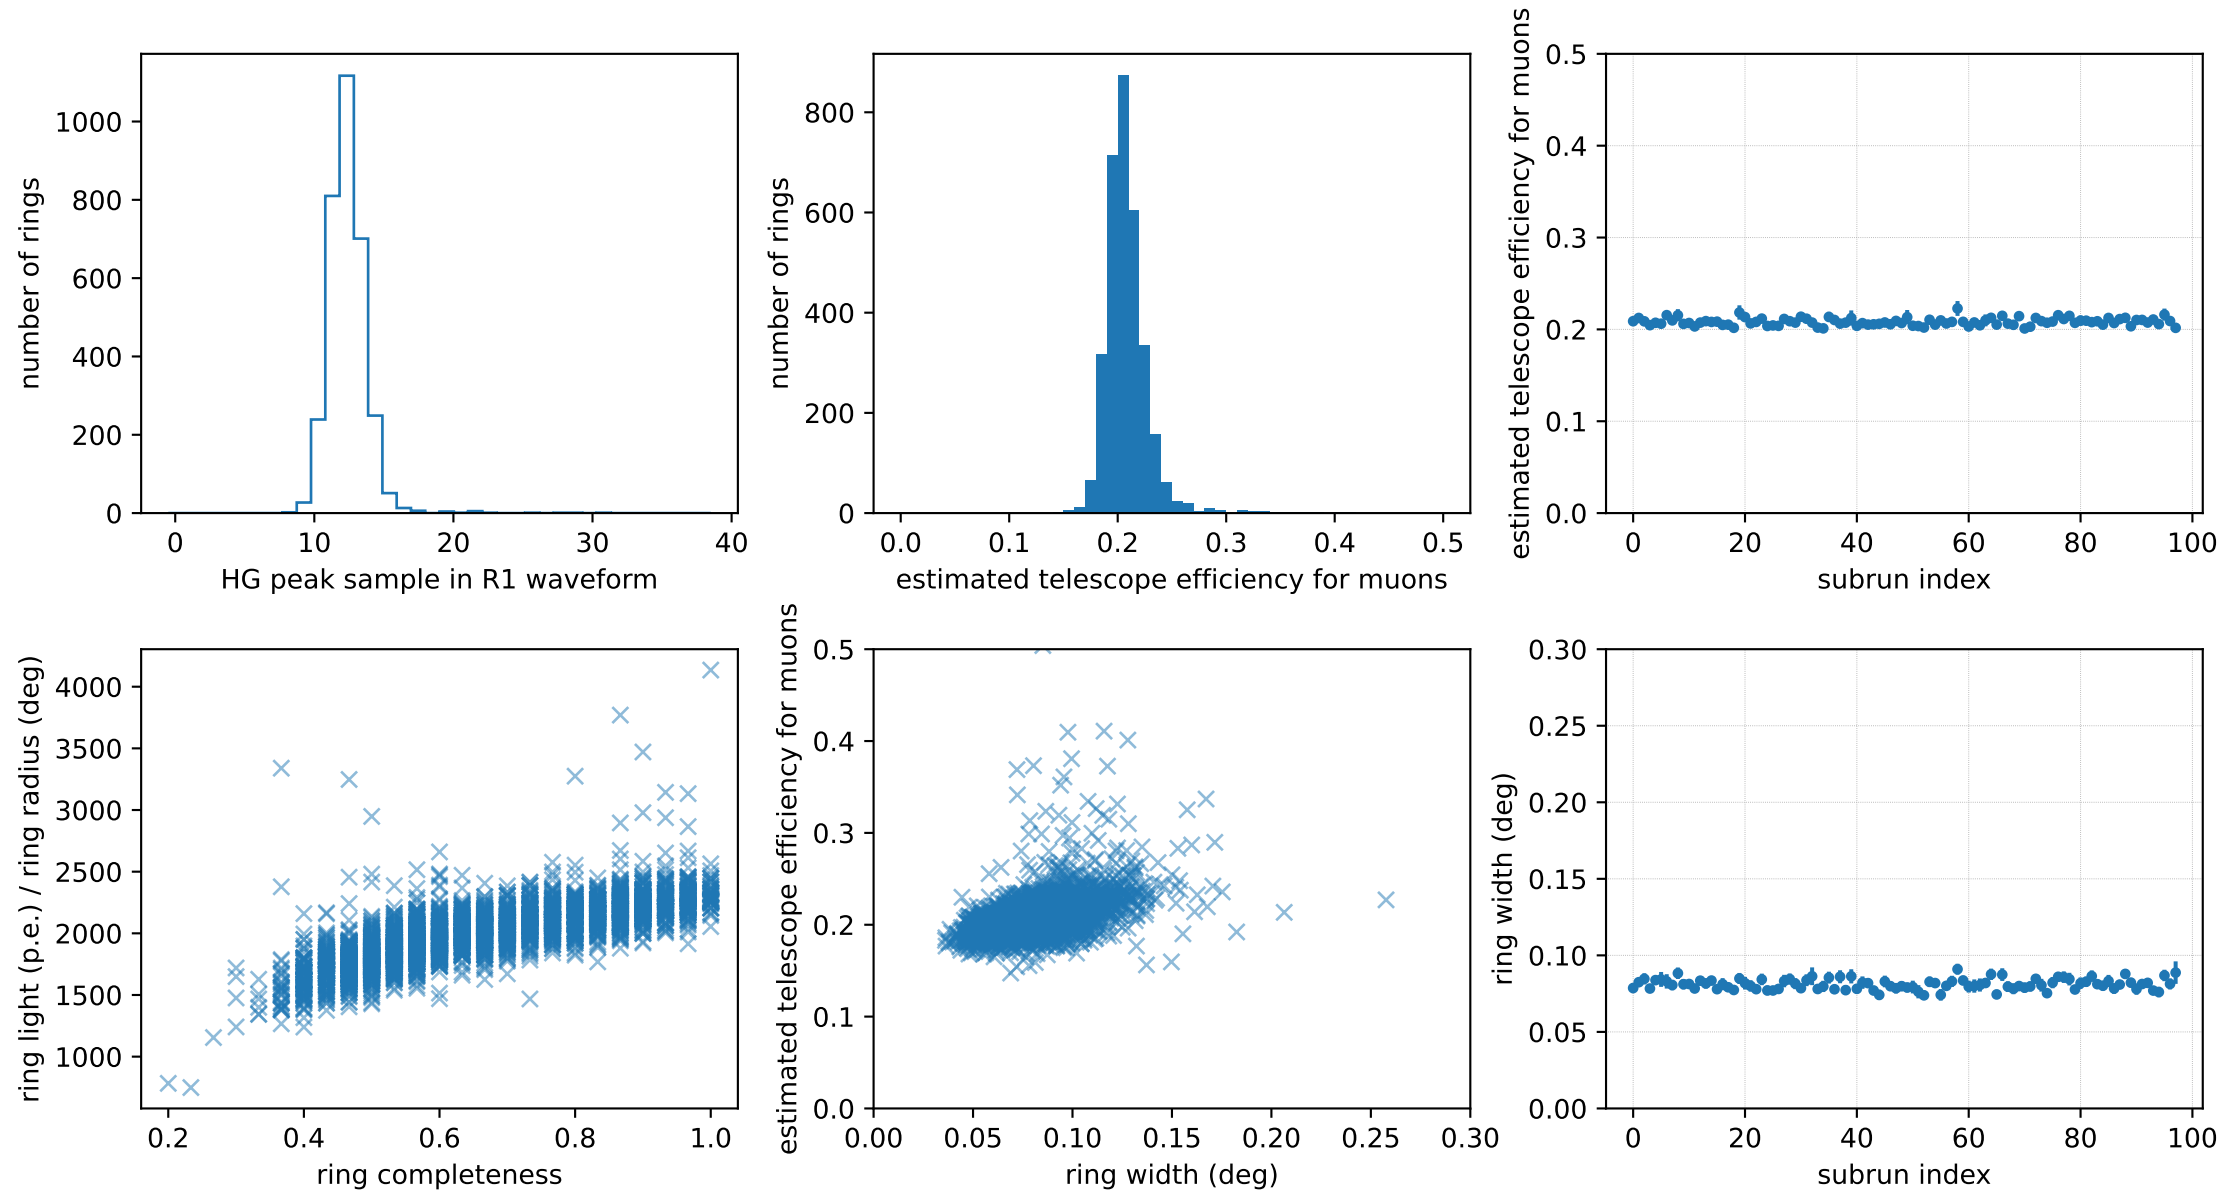 number of rings
1000
800
600
400
200
0
0 10 20 30 40
HG peak sample in R1 waveform
number of rings
800
600
400
200
0
0.0 0.1 0.2 0.3 0.4 0.5
estimated telescope efficiency for muons
estimated telescope efficiency for muons
0.5
0.4
0.3
0.2
0.1
0.0
0 20 40 60 80 100
subrun index
ring light (p.e.) / ring radius (deg)
4000
3500
3000
2500
2000
1500
1000
0.2 0.4 0.6 0.8 1.0
ring completeness
estimated telescope efficiency for muons
0.5
0.4
0.3
0.2
0.1
0.0
0.00 0.05 0.10 0.15 0.20 0.25 0.30
ring width (deg)
ring width (deg)
0.30
0.25
0.20
0.15
0.10
0.05
0.00
0 20 40 60 80 100
subrun index